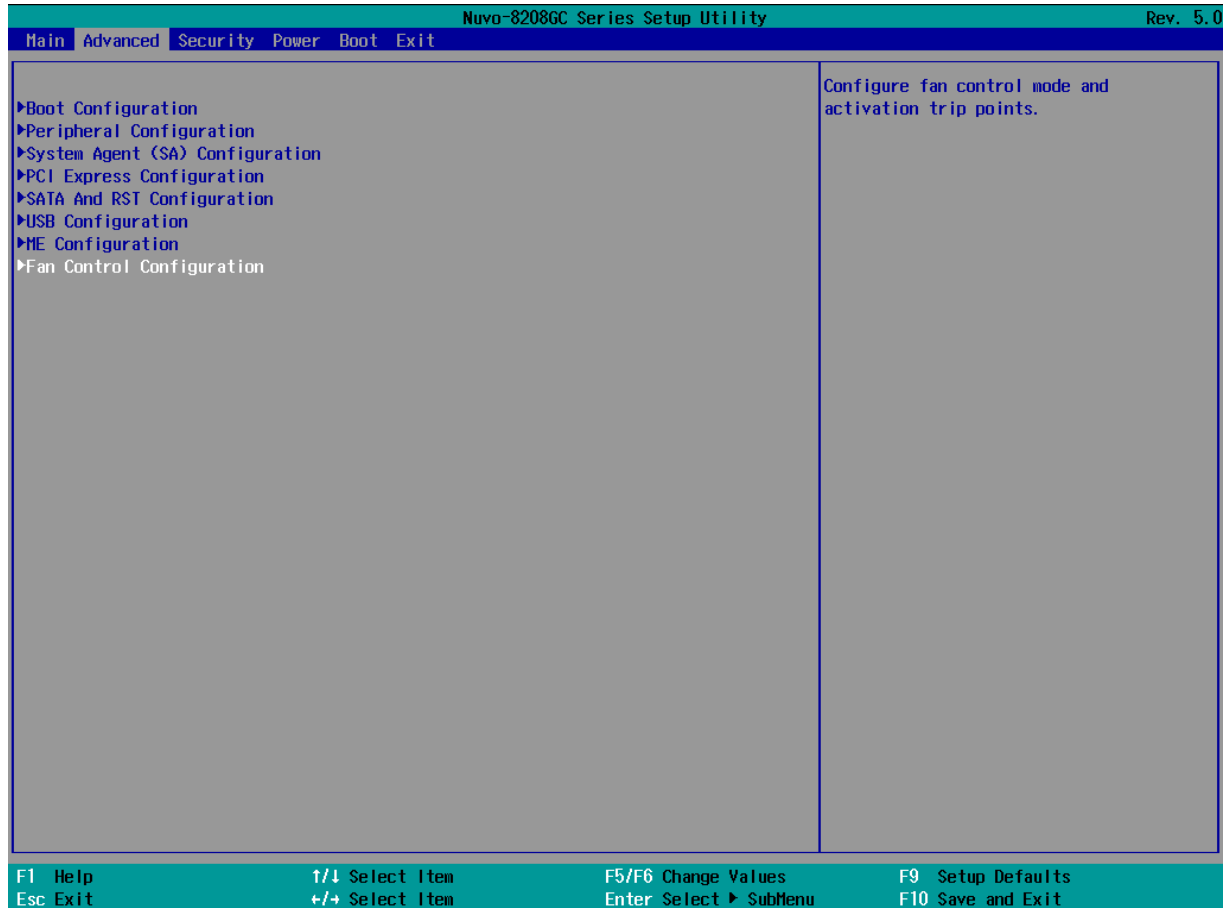 Nuvo-8208GC Series Setup Utility Rev. 5.0
Main Advanced Security Power Boot Exit
Configure fan control mode and
activation trip points.
▶Boot Configuration
▶Peripheral Configuration
▶System Agent (SA) Configuration
▶PCI Express Configuration
▶SATA And RST Configuration
▶USB Configuration
▶ME Configuration
▶Fan Control Configuration
F1 Help ↑/↓ Select Item F5/F6 Change Values F9 Setup Defaults
Esc Exit ←/→ Select Item Enter Select ▶ SubMenu F10 Save and Exit